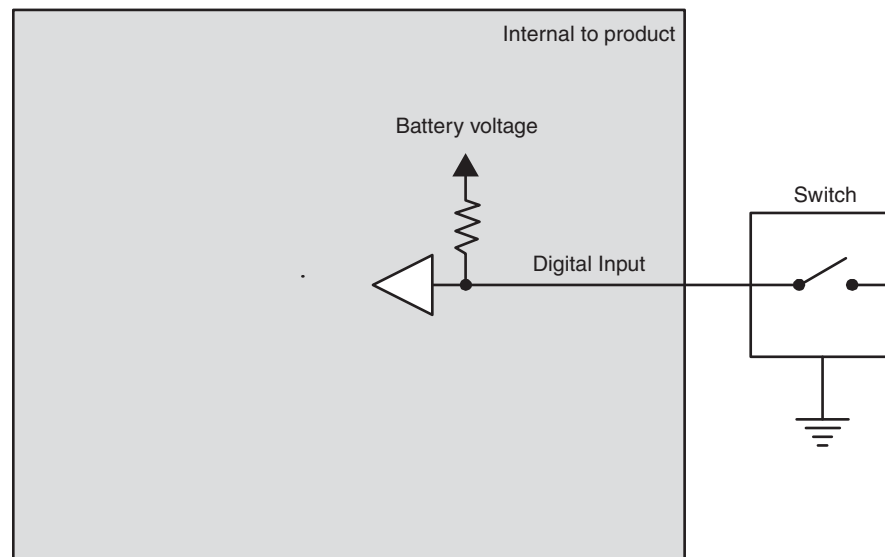 Internal to product
Battery voltage
Switch
Digital Input